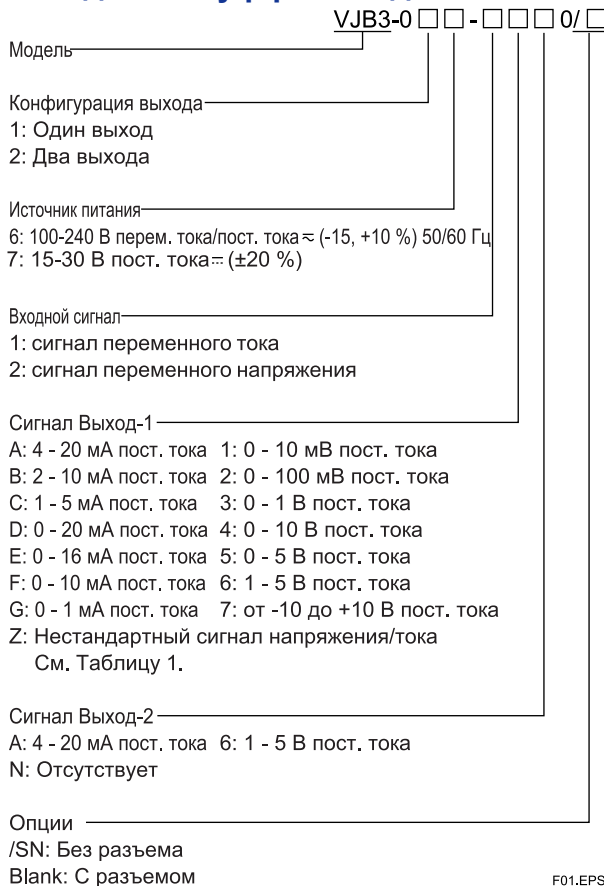 VJB3-0□□-□□□0/□
Модель
Конфигурация выхода
1: Один выход
2: Два выхода
Источник питания
6: 100-240 В перем. тока/пост. тока ≂ (-15, +10 %) 50/60 Гц
7: 15-30 В пост. тока ⎓ (±20 %)
Входной сигнал
1: сигнал переменного тока
2: сигнал переменного напряжения
Сигнал Выход-1
A: 4 - 20 мА пост. тока 1: 0 - 10 мВ пост. тока
B: 2 - 10 мА пост. тока 2: 0 - 100 мВ пост. тока
C: 1 - 5 мА пост. тока 3: 0 - 1 В пост. тока
D: 0 - 20 мА пост. тока 4: 0 - 10 В пост. тока
E: 0 - 16 мА пост. тока 5: 0 - 5 В пост. тока
F: 0 - 10 мА пост. тока 6: 1 - 5 В пост. тока
G: 0 - 1 мА пост. тока 7: от -10 до +10 В пост. тока
Z: Нестандартный сигнал напряжения/тока
См. Таблицу 1.
Сигнал Выход-2
A: 4 - 20 мА пост. тока 6: 1 - 5 В пост. тока
N: Отсутствует
Опции
/SN: Без разъема
Blank: С разъемом
F01.EPS